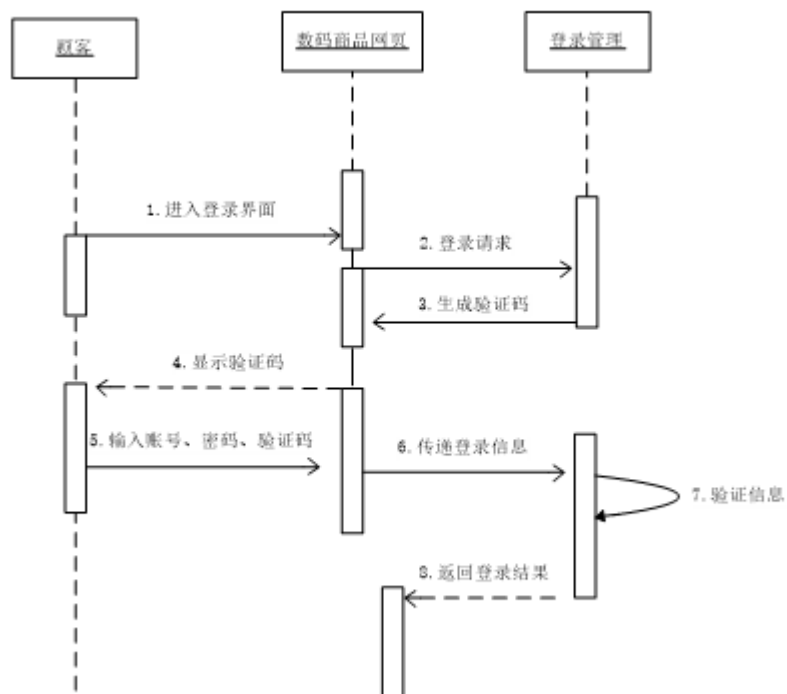 顾客
数码商品网页
登录管理
1.进入登录界面
2.登录请求
3.生成验证码
4.显示验证码
5.输入账号、密码、验证码
6.传递登录信息
7.验证信息
8.返回登录结果